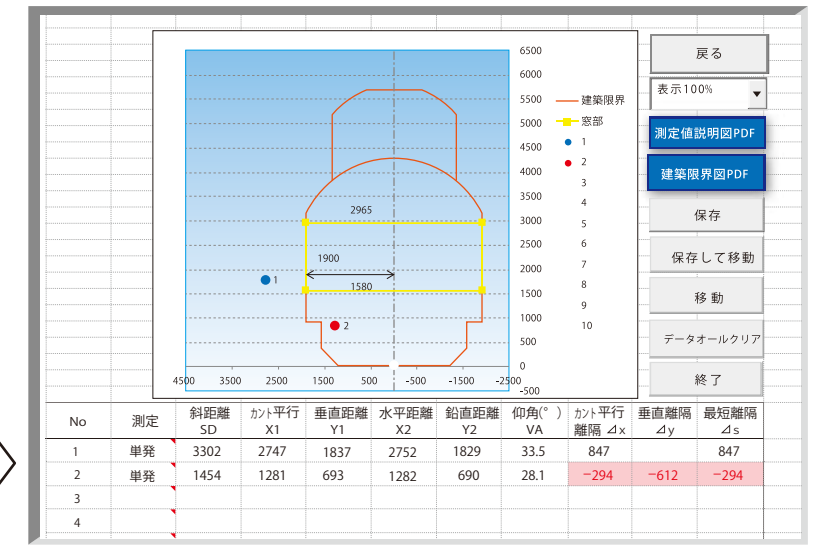 6500
6000
5500
5000
4500
4000
3500
3000
2500
2000
1500
1000
500
0
-500
4500 3500 2500 1500 500 -500 -1500 -2500
2965
1900
1580
1
2
建築限界
窓部
1
2
3
4
5
6
7
8
9
10
戻る
表示100%
測定値説明図PDF
建築限界図PDF
保存
保存して移動
移動
データオールクリア
終了
No 測定 斜距離 SD ｶﾝﾄ平行 X1 垂直距離 Y1 水平距離 X2 鉛直距離 Y2 仰角(°) VA ｶﾝﾄ平行 離隔 ⊿x 垂直離隔 ⊿y 最短離隔 ⊿s
1 単発 3302 2747 1837 2752 1829 33.5 847 847
2 単発 1454 1281 693 1282 690 28.1 −294 −612 −294
3
4